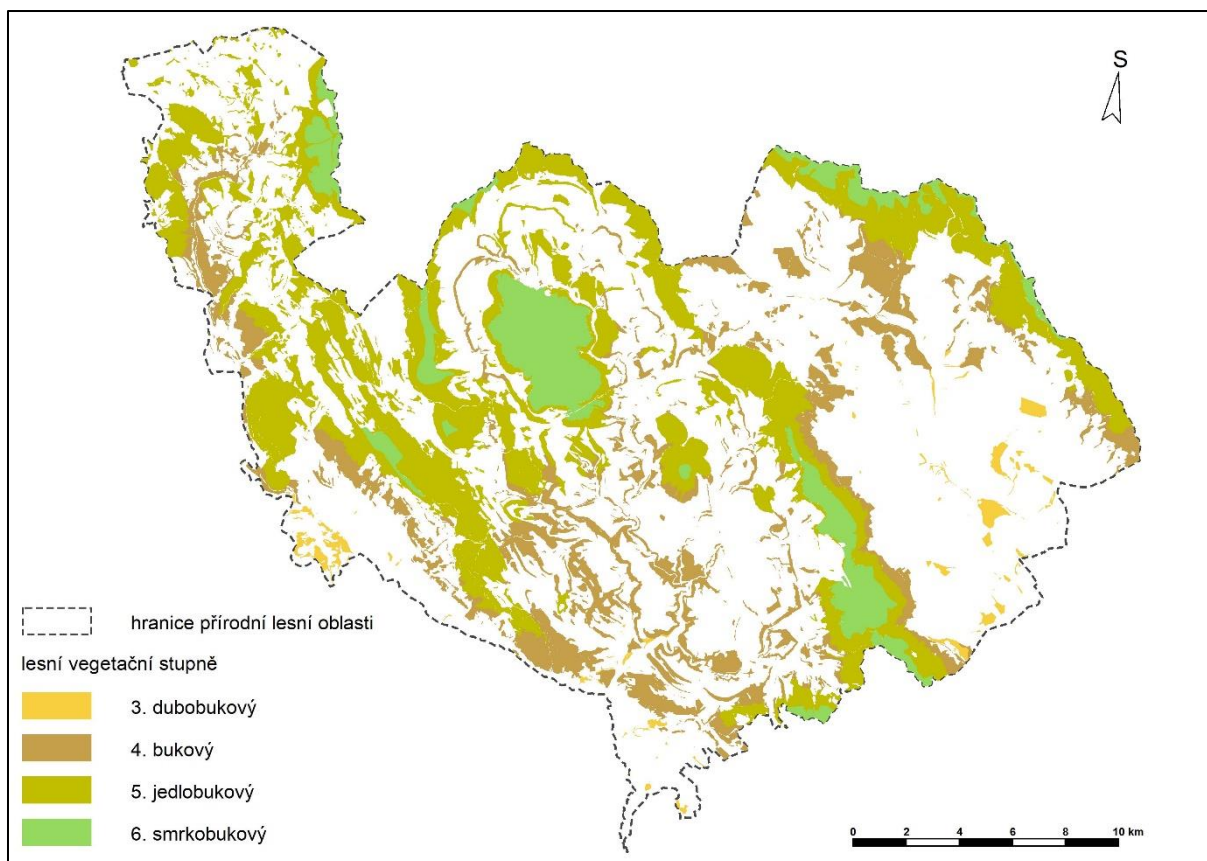 S
hranice přírodní lesní oblasti
lesní vegetační stupně
3. dubobukový
4. bukový
5. jedlobukový
6. smrkobukový
0 2 4 6 8 10 km